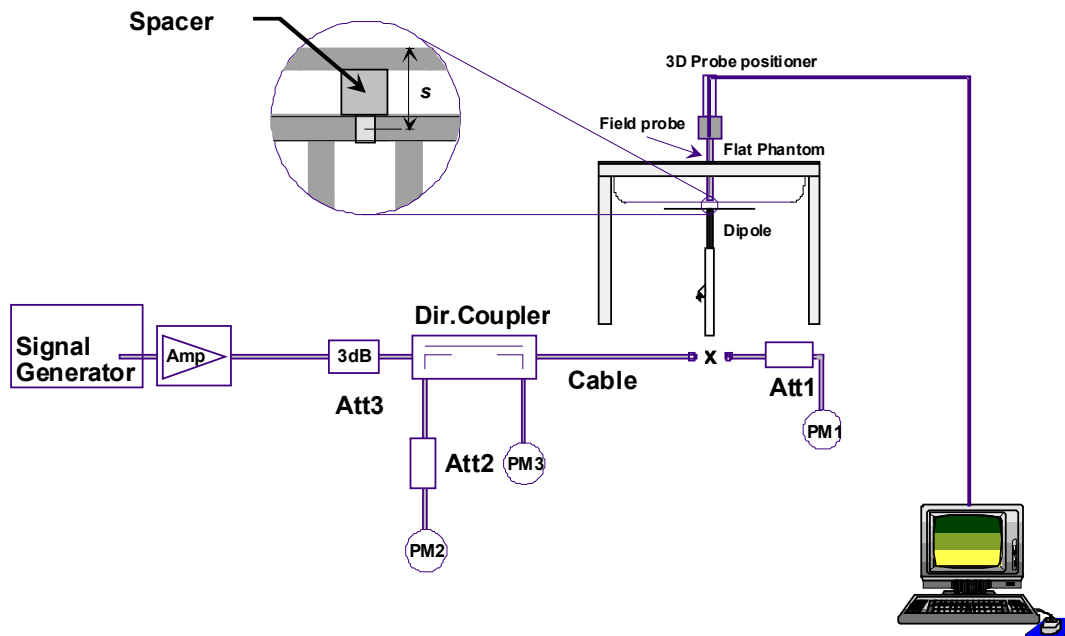 Spacer
s
3D Probe positioner
Field probe
Flat Phantom
Dipole
Dir.Coupler
Signal
Generator
Amp
3dB
Att3
Cable
x
Att1
PM1
Att2
PM3
PM2